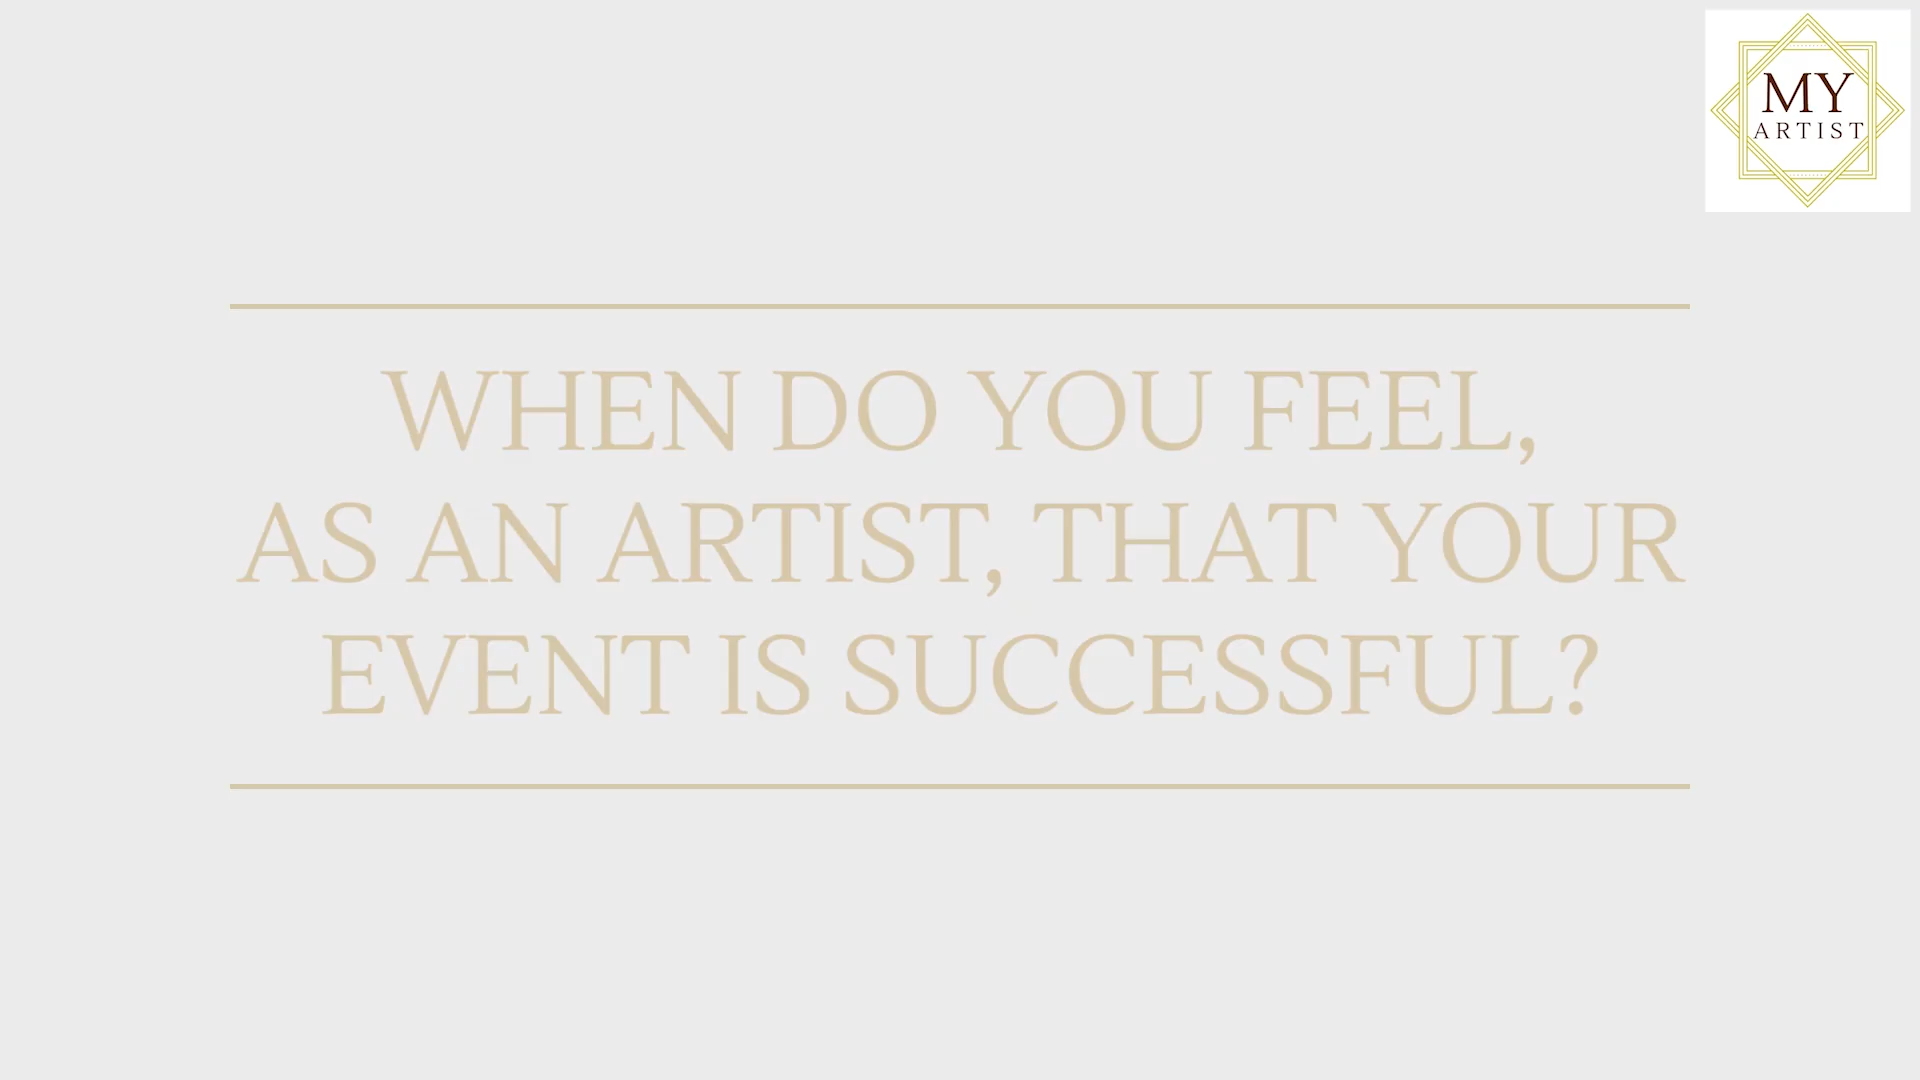 MY
ARTIST
WHEN DO YOU FEEL,
AS AN ARTIST, THAT YOUR
EVENT IS SUCCESSFUL?